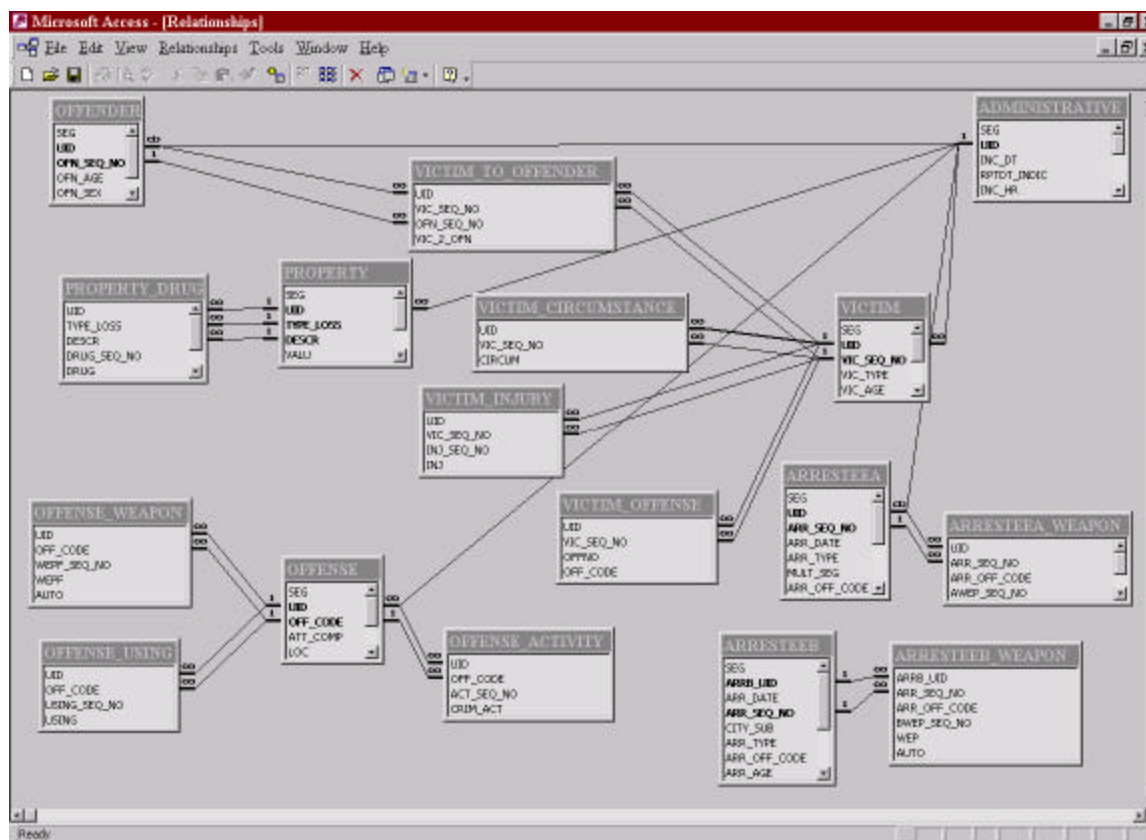 Microsoft Access - [Relationships]
File Edit View Relationships Tools Window Help
OFFENDER
SEG
UID
OFN_SEQ_NO
OFN_AGE
OFN_SEX
ADMINISTRATIVE
SEG
UID
INC_DT
RPTDT_INDIC
INC_HR
VICTIM_TO_OFFENDER
UID
VIC_SEQ_NO
OFN_SEQ_NO
VIC_2_OFN
PROPERTY_DRUG
UID
TYPE_LOSS
DESCR
DRUG_SEQ_NO
DRUG
PROPERTY
SEG
UID
TYPE_LOSS
DESCR
VALU
VICTIM_CIRCUMSTANCE
UID
VIC_SEQ_NO
CIRCUM
VICTIM
SEG
UID
VIC_SEQ_NO
VIC_TYPE
VIC_AGE
VICTIM_INJURY
UID
VIC_SEQ_NO
INJ_SEQ_NO
INJ
OFFENSE_WEAPON
UID
OFF_CODE
WEPF_SEQ_NO
WEPF
AUTO
VICTIM_OFFENSE
UID
VIC_SEQ_NO
OFFNO
OFF_CODE
ARRESTEEA
SEG
UID
ARR_SEQ_NO
ARR_DATE
ARR_TYPE
MULT_SEG
ARR_OFF_CODE
ARRESTEEA_WEAPON
UID
ARR_SEQ_NO
ARR_OFF_CODE
AWEP_SEQ_NO
OFFENSE
SEG
UID
OFF_CODE
ATT_COMP
LOC
OFFENSE_USING
UID
OFF_CODE
USING_SEQ_NO
USING
OFFENSE_ACTIVITY
UID
OFF_CODE
ACT_SEQ_NO
CRIM_ACT
ARRESTEEB
SEG
ARRB_UID
ARR_DATE
ARR_SEQ_NO
CITY_SUB
ARR_TYPE
ARR_OFF_CODE
ARR_AGE
ARRESTEEB_WEAPON
ARRB_UID
ARR_SEQ_NO
ARR_OFF_CODE
BWEP_SEQ_NO
WEP
AUTO
Ready